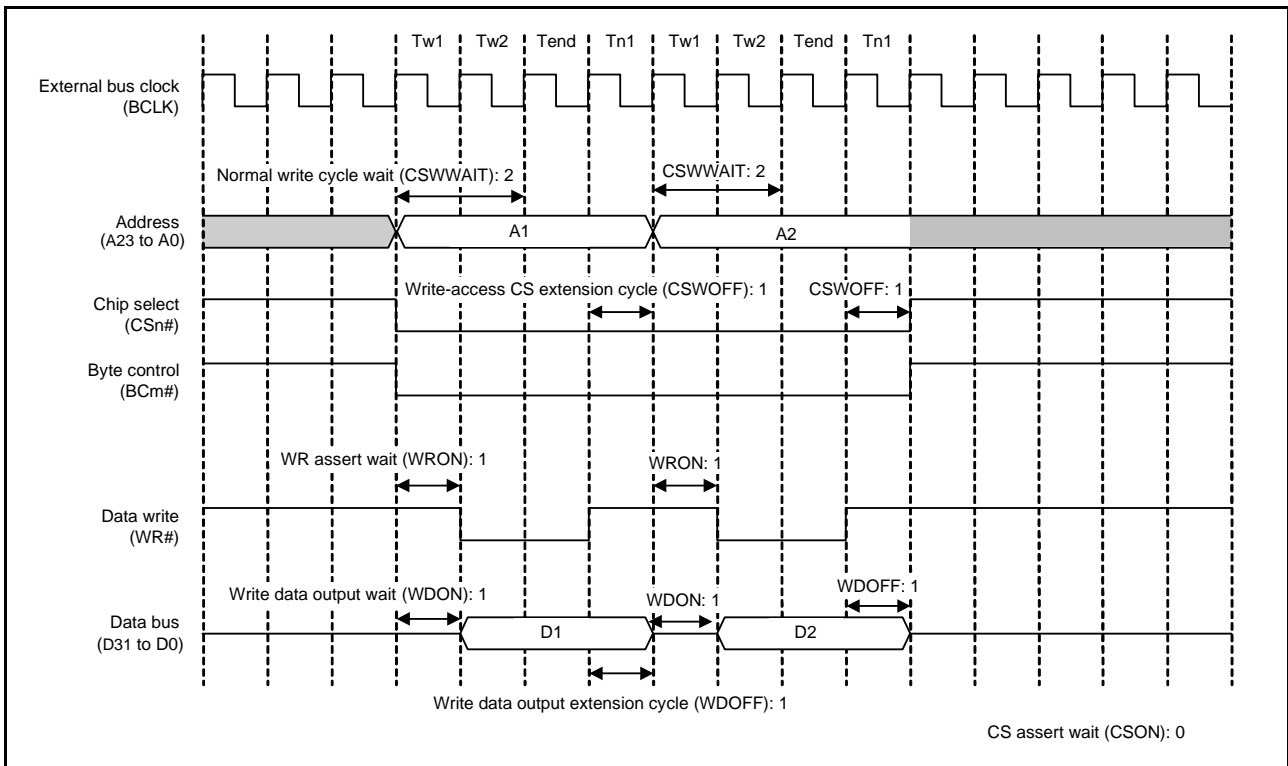 Tw1 Tw2 Tend Tn1 Tw1 Tw2 Tend Tn1
External bus clock
(BCLK)
Normal write cycle wait (CSWWAIT): 2
CSWWAIT: 2
Address
(A23 to A0)
A1
A2
Write-access CS extension cycle (CSWOFF): 1
CSWOFF: 1
Chip select
(CSn#)
Byte control
(BCm#)
WR assert wait (WRON): 1
WRON: 1
Data write
(WR#)
Write data output wait (WDON): 1
WDON: 1
WDOFF: 1
Data bus
(D31 to D0)
D1
D2
Write data output extension cycle (WDOFF): 1
CS assert wait (CSON): 0